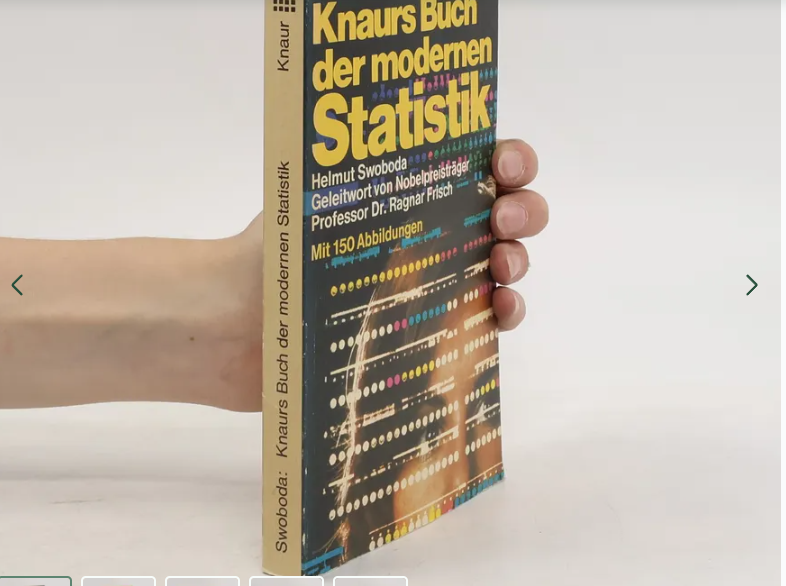 Knaurs Buch
der modernen
Statistik
Helmut Swoboda
Geleitwort von Nobelpreisträger
Professor Dr. Ragnar Frisch
Mit 150 Abbildungen
Swoboda: Knaurs Buch der modernen Statistik Knaur